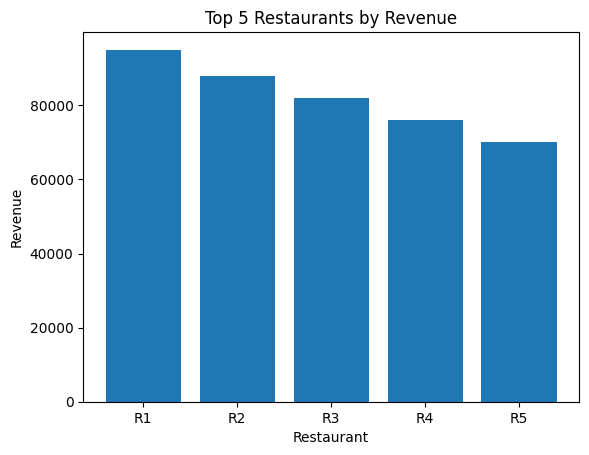 Top 5 Restaurants by Revenue
Revenue
80000
60000
40000
20000
0
R1 R2 R3 R4 R5
Restaurant